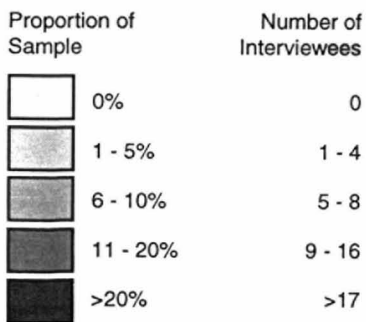 Proportion of Number of
Sample Interviewees
0% 0
1 - 5% 1 - 4
6 - 10% 5 - 8
11 - 20% 9 - 16
>20% >17